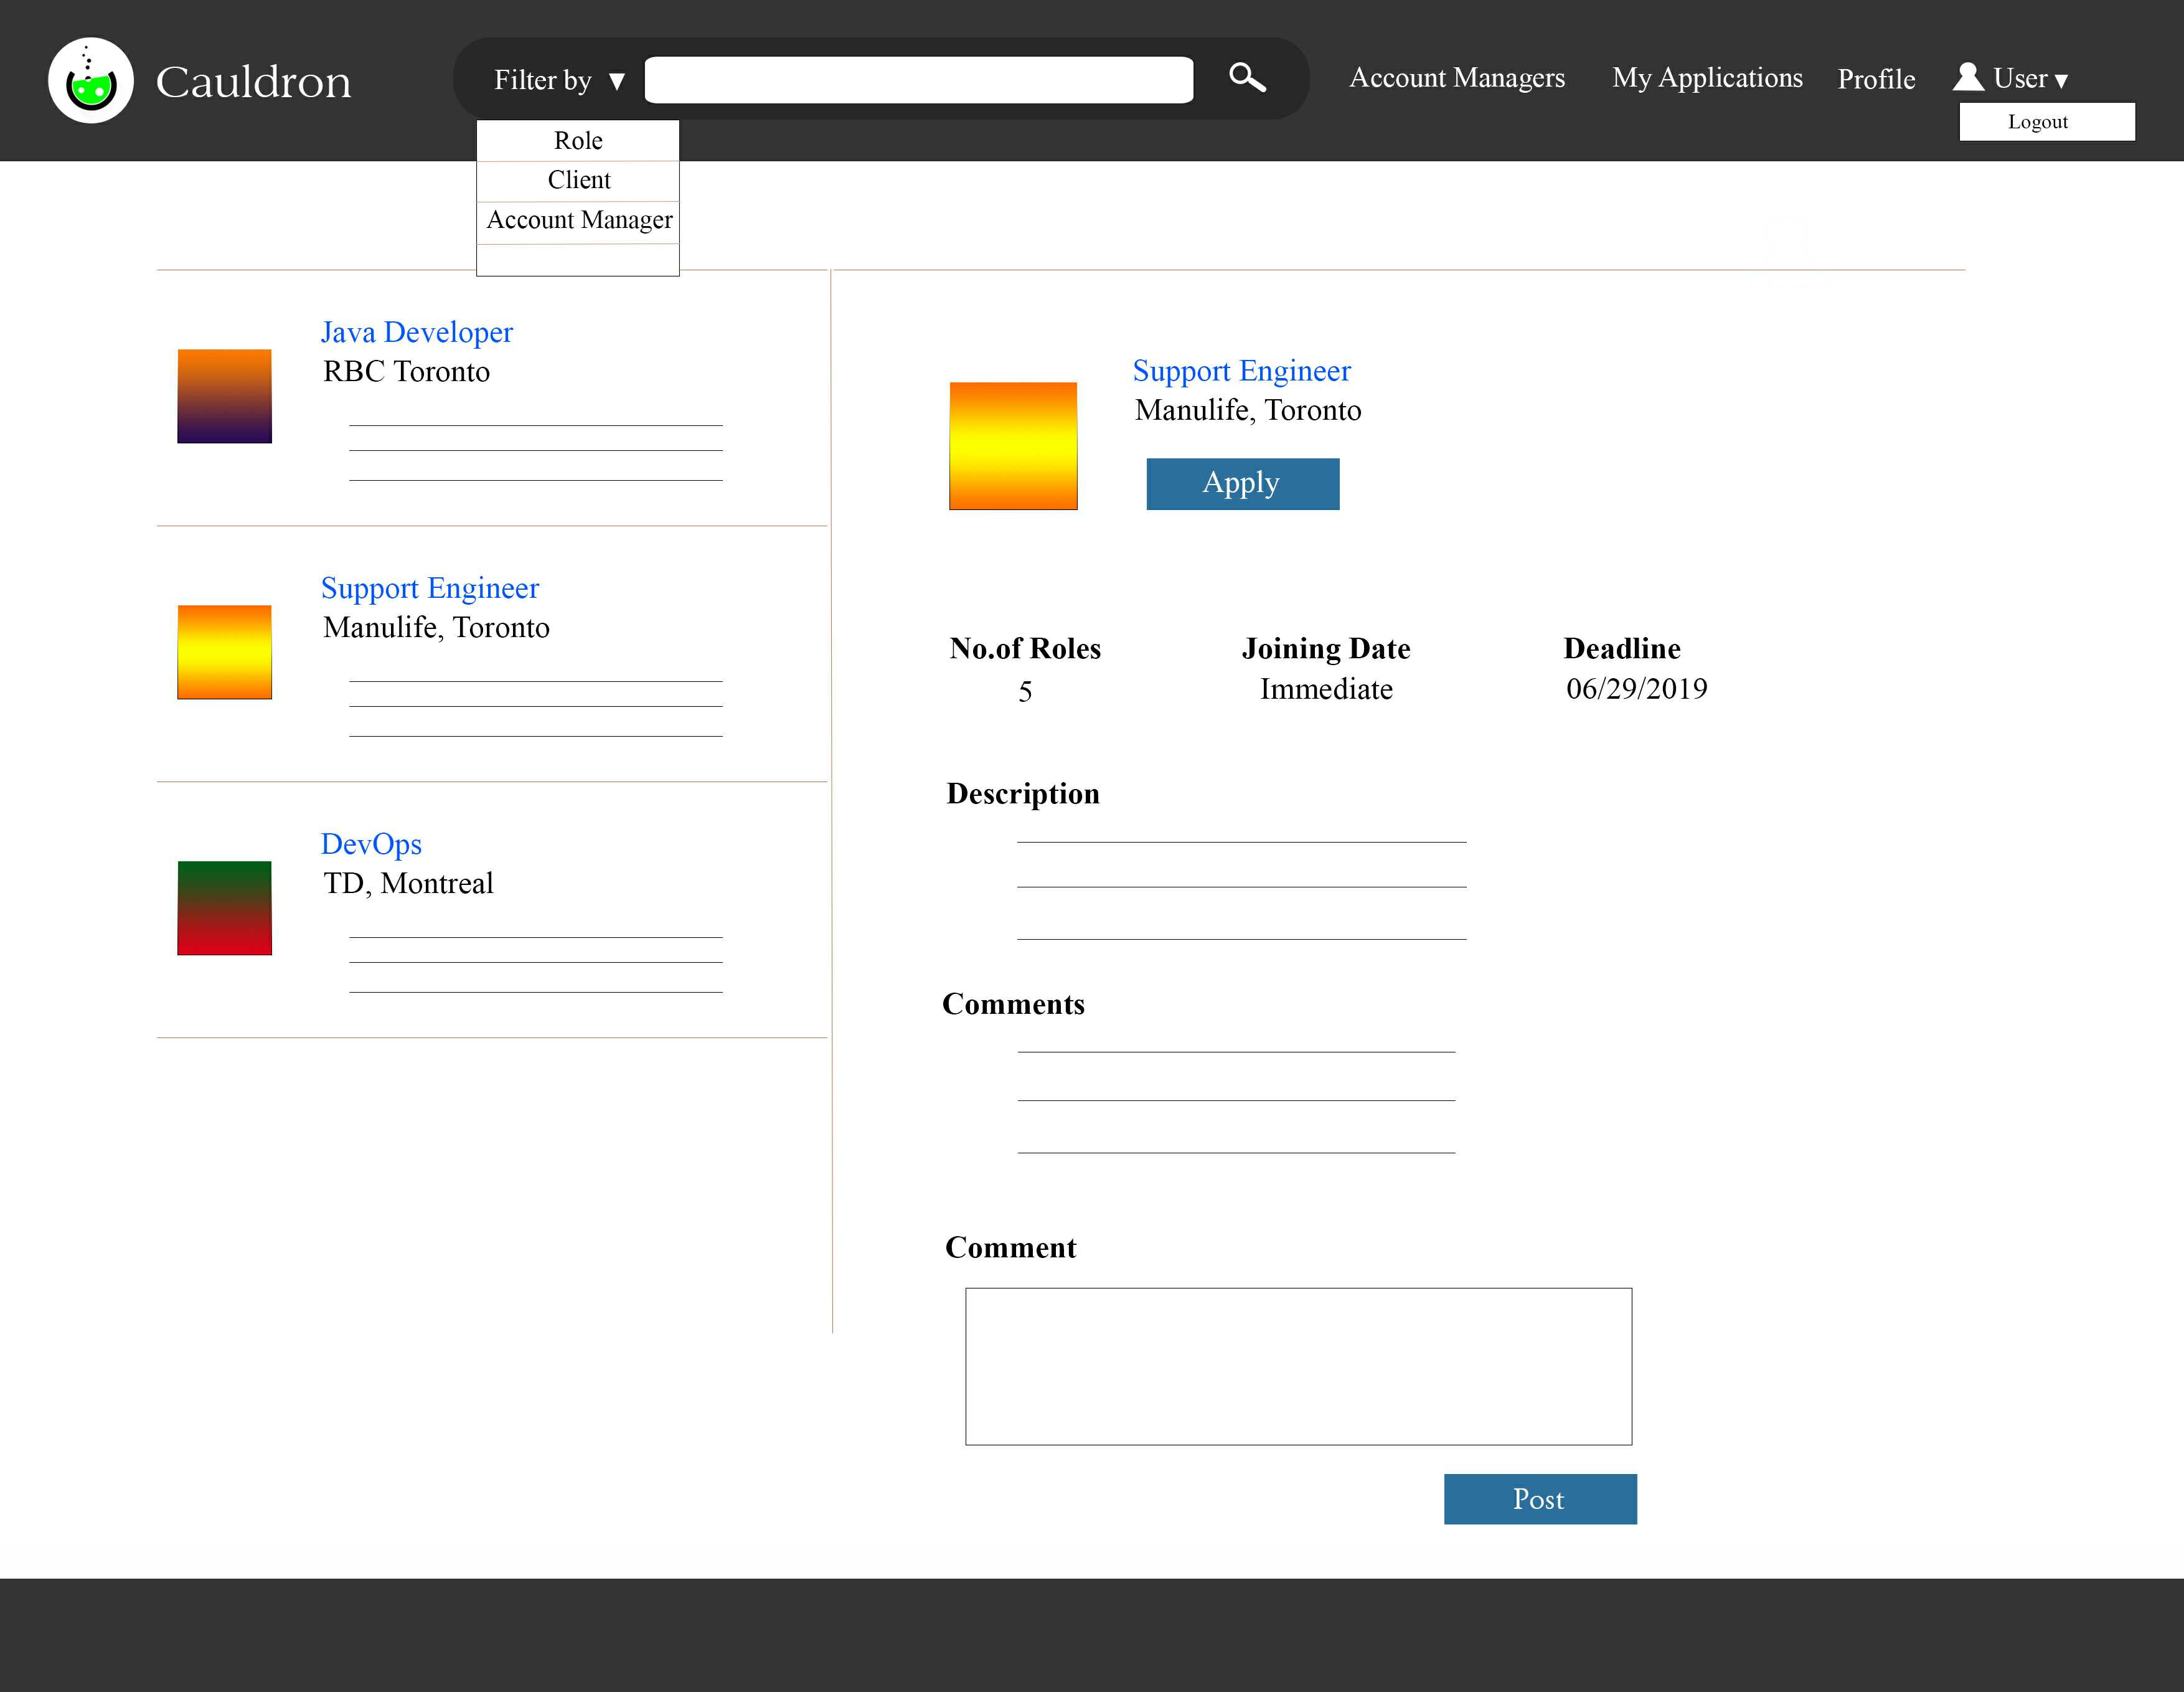 Cauldron
Filter by
Account Managers
My Applications
Profile
User
Logout
Role
Client
Account Manager
Java Developer
RBC Toronto
Support Engineer
Manulife, Toronto
DevOps
TD, Montreal
Support Engineer
Manulife, Toronto
Apply
No.of Roles
Joining Date
Deadline
5
Immediate
06/29/2019
Description
Comments
Comment
Post